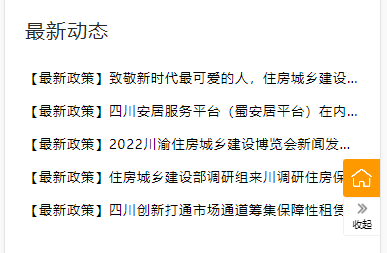 最新动态
【最新政策】致敬新时代最可爱的人，住房城乡建设...
【最新政策】四川安居服务平台（蜀安居平台）在内...
【最新政策】2022川渝住房城乡建设博览会新闻发...
【最新政策】住房城乡建设部调研组来川调研住房保
【最新政策】四川创新打通市场通道筹集保障性租赁
收起